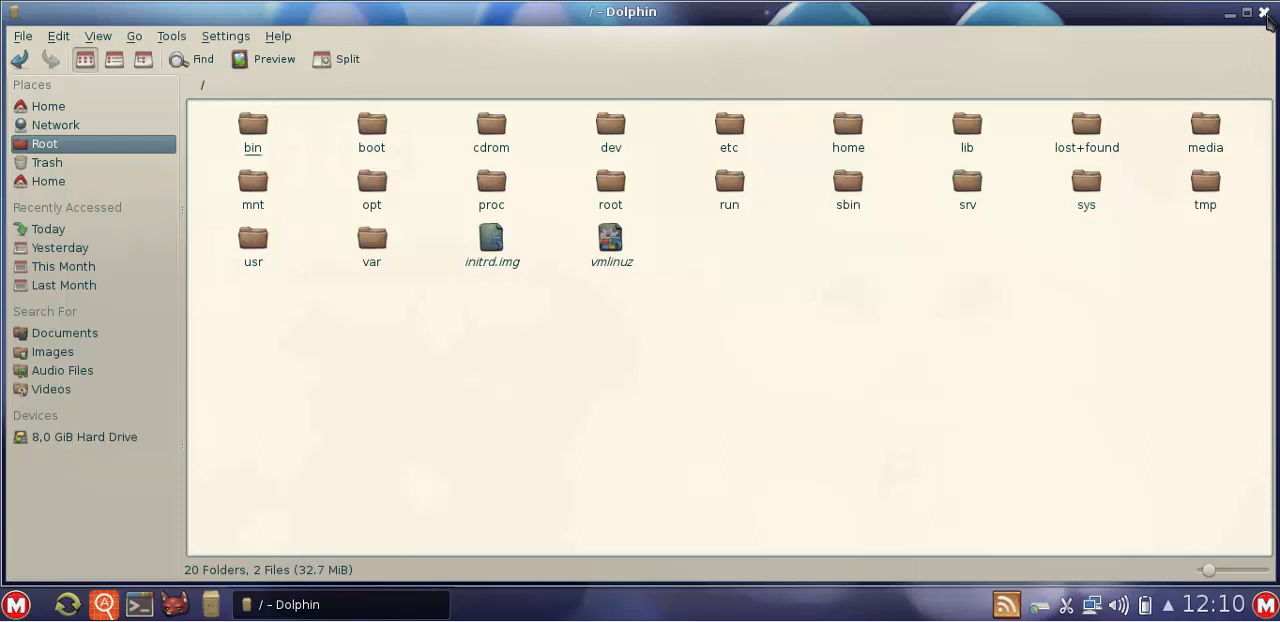 / – Dolphin
File Edit View Go Tools Settings Help
Find Preview Split
Places
/
Home
Network
Root
Trash
Home
Recently Accessed
Today
Yesterday
This Month
Last Month
Search For
Documents
Images
Audio Files
Videos
Devices
8,0 GiB Hard Drive
bin boot cdrom dev etc home lib lost+found media
mnt opt proc root run sbin srv sys tmp
usr var initrd.img vmlinuz
20 Folders, 2 Files (32.7 MiB)
M / – Dolphin 12:10 M